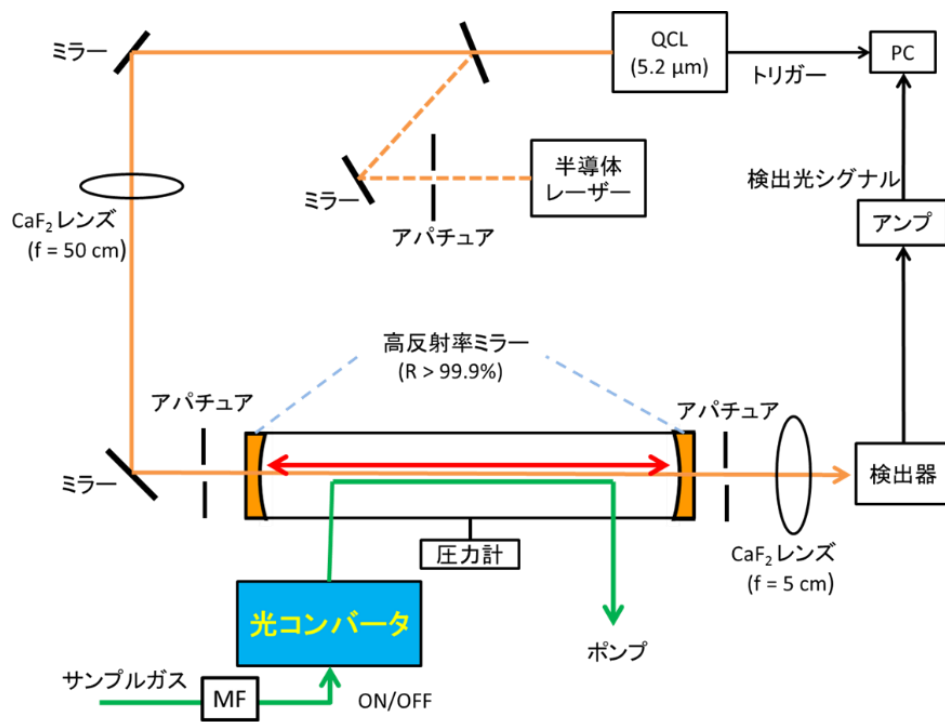 ミラー
QCL
(5.2 μm)
トリガー
PC
半導体
レーザー
ミラー
アパチュア
検出光シグナル
アンプ
CaF₂ レンズ
(f = 50 cm)
高反射率ミラー
(R > 99.9%)
アパチュア
アパチュア
ミラー
検出器
圧力計
CaF₂ レンズ
(f = 5 cm)
光コンバータ
ポンプ
サンプルガス
MF
ON/OFF